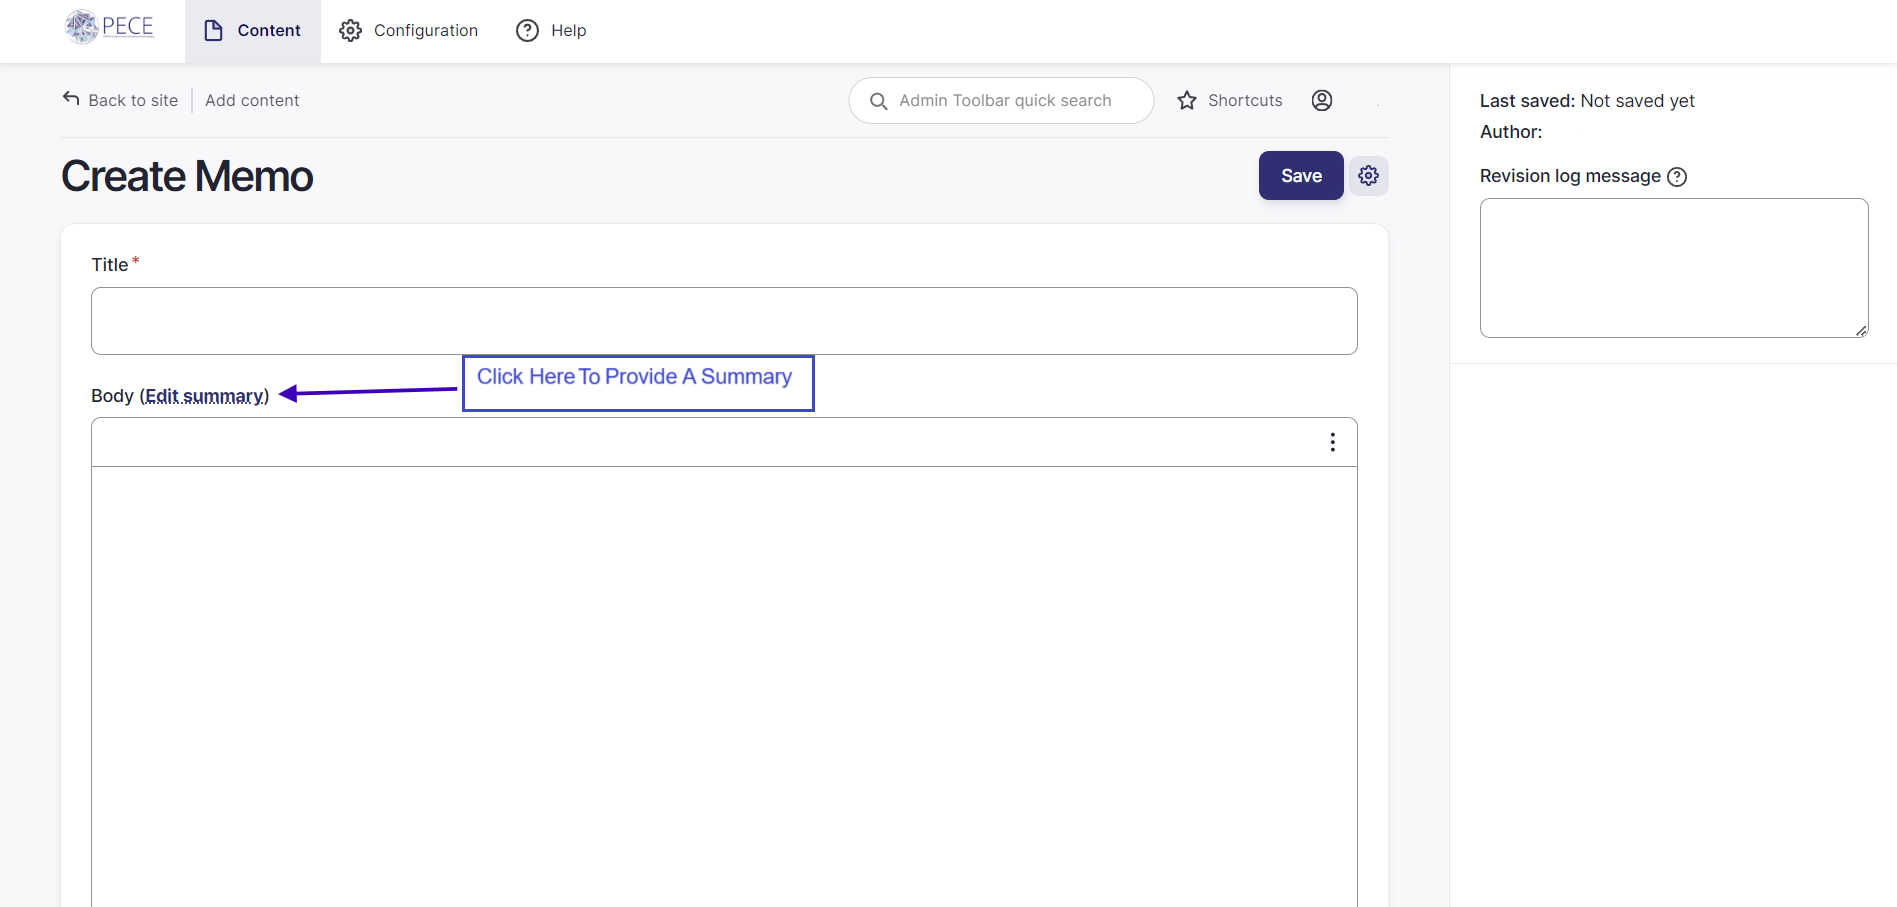 PECE
Content
Configuration
Help
Back to site
Add content
Admin Toolbar quick search
Shortcuts
Create Memo
Save
Title*
Click Here To Provide A Summary
Body (Edit summary)
Last saved: Not saved yet
Author:
Revision log message